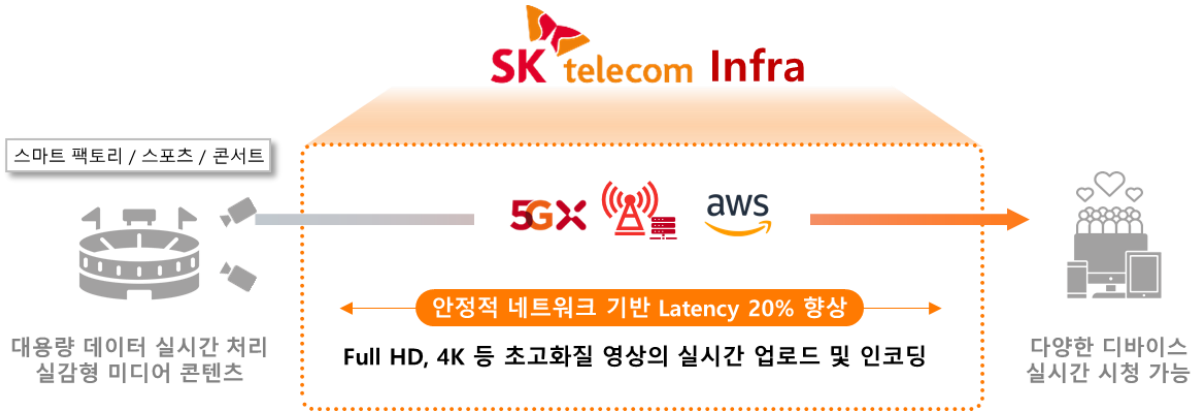 SK telecom Infra
스마트 팩토리 / 스포츠 / 콘서트
5GX
aws
안정적 네트워크 기반 Latency 20% 향상
Full HD, 4K 등 초고화질 영상의 실시간 업로드 및 인코딩
대용량 데이터 실시간 처리
실감형 미디어 콘텐츠
다양한 디바이스
실시간 시청 가능